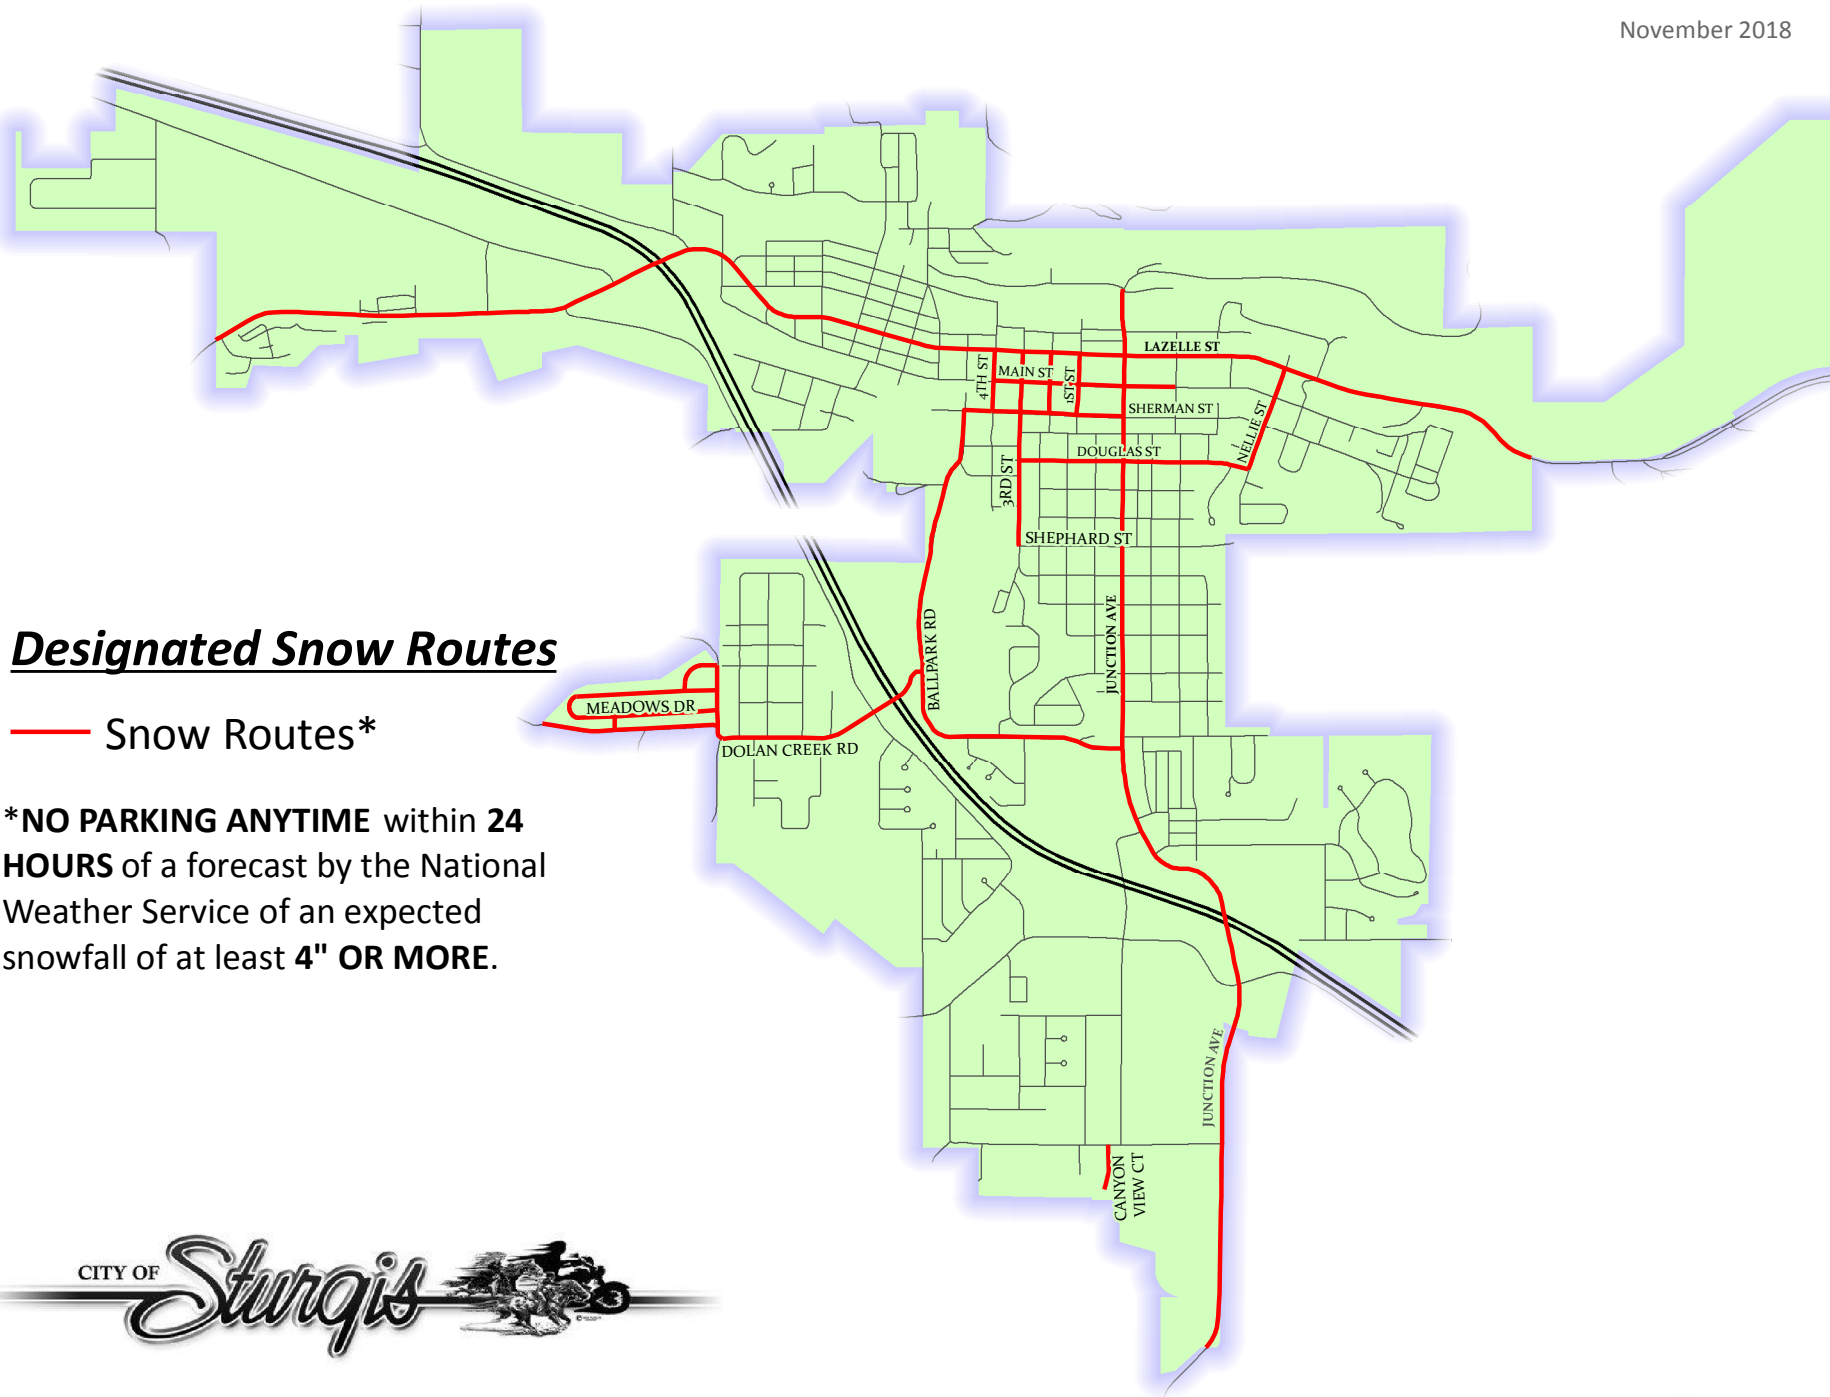 November 2018
LAZELLE ST
MAIN ST
4TH ST
1ST ST
SHERMAN ST
NELLIE ST
DOUGLAS ST
3RD ST
SHEPHARD ST
JUNCTION AVE
BALLPARK RD
Designated Snow Routes
Snow Routes*
MEADOWS DR
DOLAN CREEK RD
*NO PARKING ANYTIME within 24
HOURS of a forecast by the National
Weather Service of an expected
snowfall of at least 4" OR MORE.
JUNCTION AVE
CANYON
VIEW CT
CITY OF Sturgis